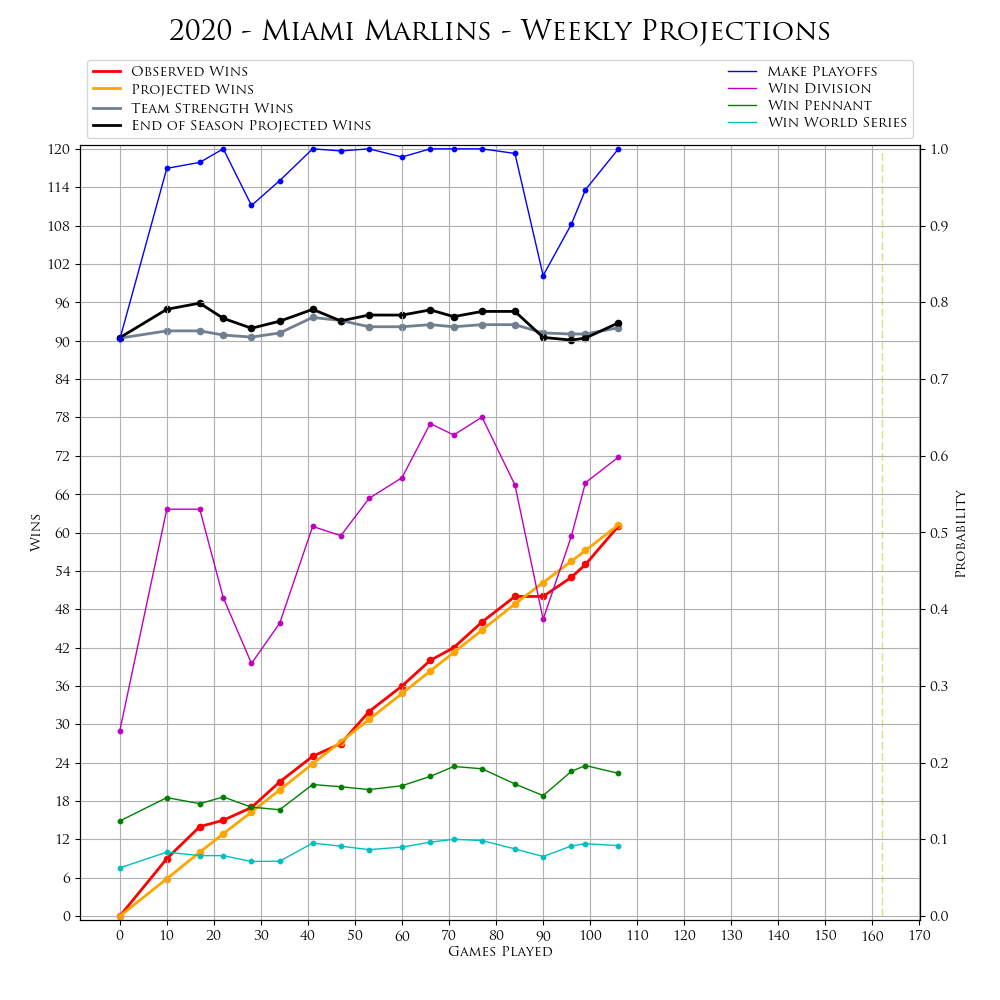 2020 - Miami Marlins - Weekly Projections
Observed Wins
Projected Wins
Team Strength Wins
End of Season Projected Wins
Make Playoffs
Win Division
Win Pennant
Win World Series
120
114
108
102
96
90
84
78
72
66
60
54
48
42
36
30
24
18
12
6
0
Wins
1.0
0.9
0.8
0.7
0.6
0.5
0.4
0.3
0.2
0.1
0.0
Probability
0 10 20 30 40 50 60 70 80 90 100 110 120 130 140 150 160 170
Games Played